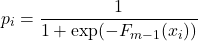 $$p_i = \frac{1}{1 + \exp(-F_{m-1}(x_i))}$$